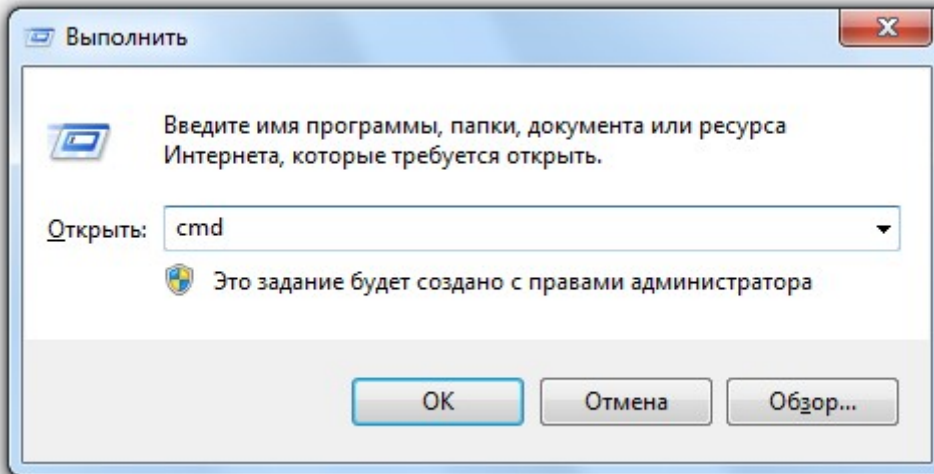 Выполнить
Введите имя программы, папки, документа или ресурса
Интернета, которые требуется открыть.
Открыть: cmd
Это задание будет создано с правами администратора
ОК Отмена Обзор...